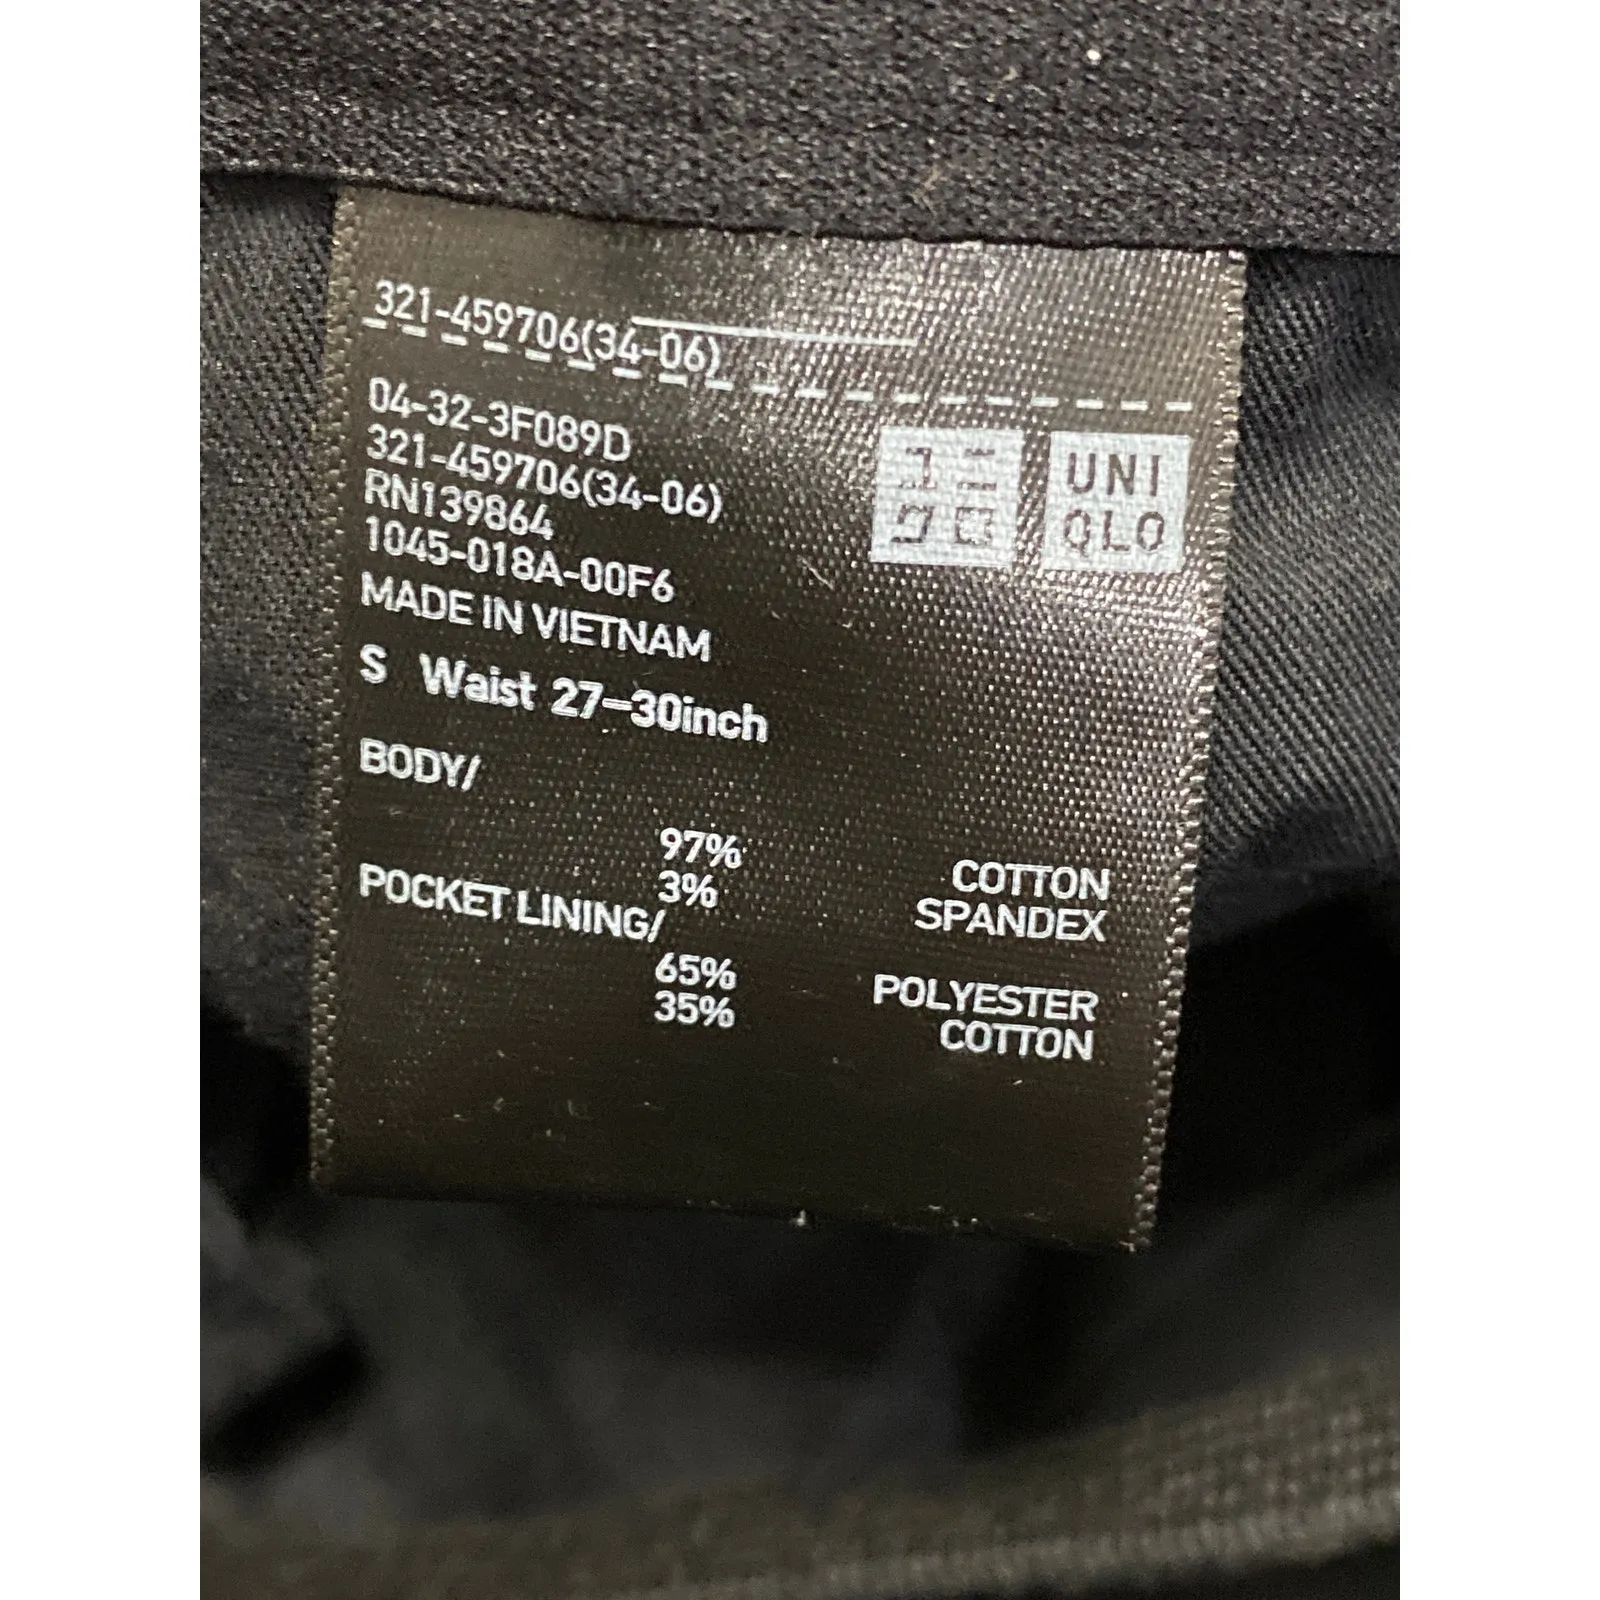 321-459706(34-06)
04-32-3F089D
321-459706(34-06)
RN139864
1045-018A-00F6
MADE IN VIETNAM
ユニ
クロ
UNI
QLO
S Waist 27-30inch
BODY/
97% COTTON
3% SPANDEX
POCKET LINING/
65% POLYESTER
35% COTTON